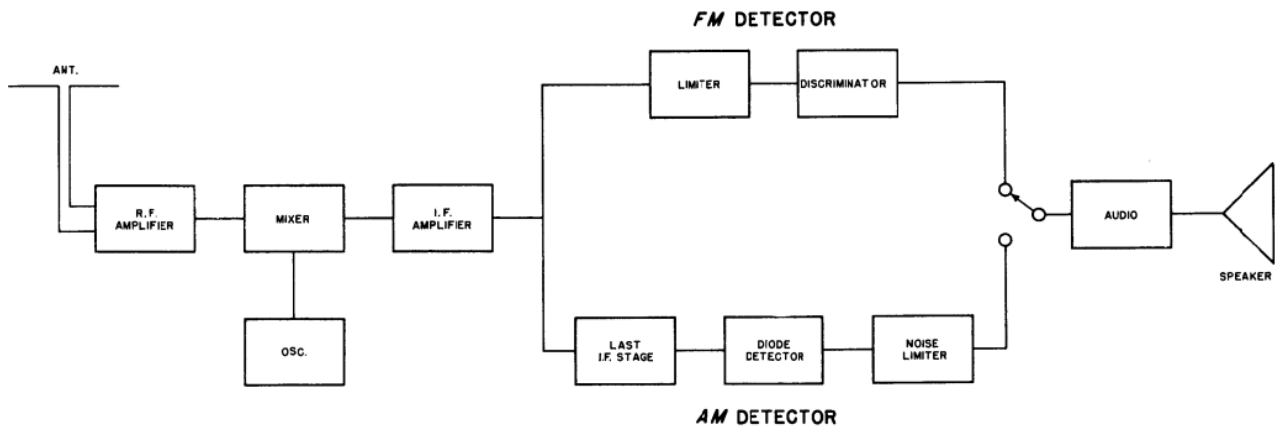 FM DETECTOR
ANT.
LIMITER
DISCRIMINATOR
R.F.
AMPLIFIER
MIXER
I.F.
AMPLIFIER
AUDIO
SPEAKER
OSC.
LAST
I.F. STAGE
DIODE
DETECTOR
NOISE
LIMITER
AM DETECTOR